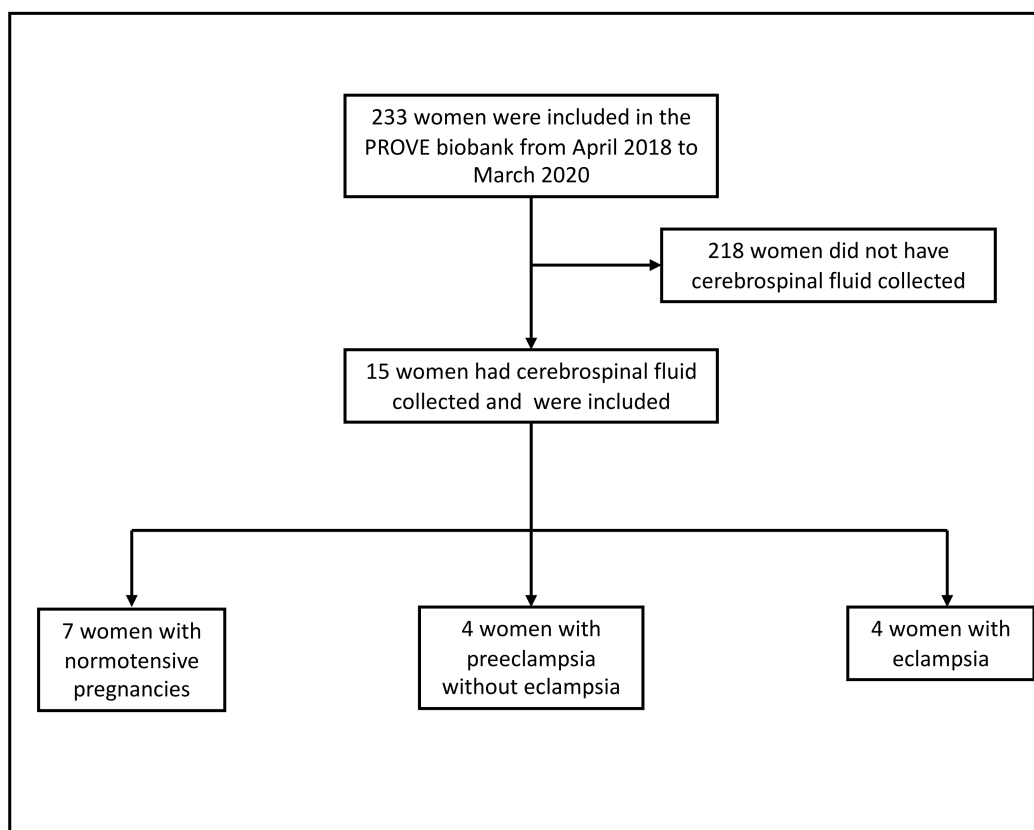 233 women were included in the
PROVE biobank from April 2018 to
March 2020
218 women did not have
cerebrospinal fluid collected
15 women had cerebrospinal fluid
collected and  were included
7 women with
normotensive
pregnancies
4 women with
preeclampsia
without eclampsia
4 women with
eclampsia